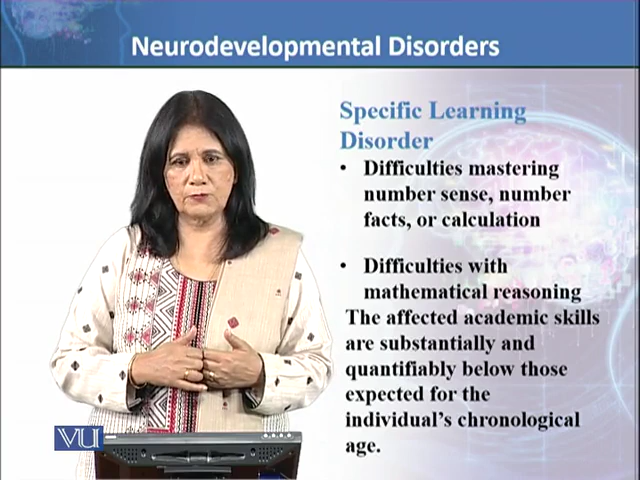 Neurodevelopmental Disorders
Specific Learning
Disorder
• Difficulties mastering
number sense, number
facts, or calculation
• Difficulties with
mathematical reasoning
The affected academic skills
are substantially and
quantifiably below those
expected for the
individual's chronological
age.
VU